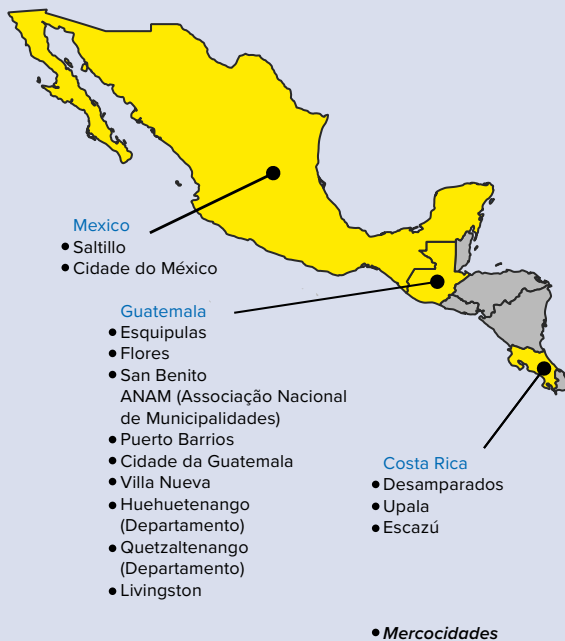 Mexico
• Saltillo
• Cidade do México
Guatemala
• Esquipulas
• Flores
• San Benito
ANAM (Associação Nacional
de Municipalidades)
• Puerto Barrios
• Cidade da Guatemala
• Villa Nueva
• Huehuetenango
(Departamento)
• Quetzaltenango
(Departamento)
• Livingston
Costa Rica
• Desamparados
• Upala
• Escazú
• Mercocidades